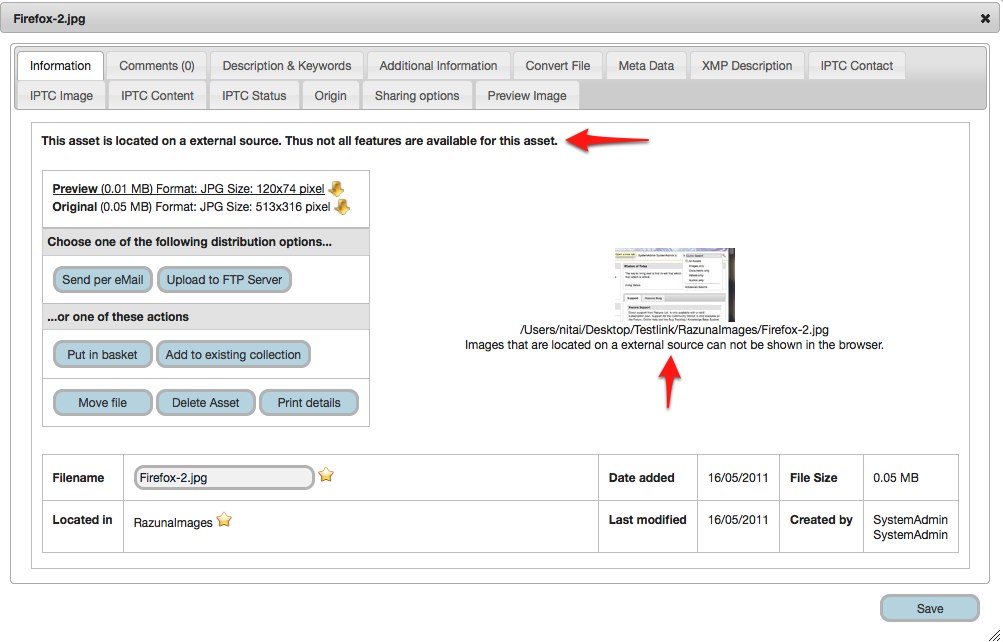 Firefox-2.jpg
Information Comments (0) Description & Keywords Additional Information Convert File Meta Data XMP Description IPTC Contact
IPTC Image IPTC Content IPTC Status Origin Sharing options Preview Image
This asset is located on a external source. Thus not all features are available for this asset.
Preview (0.01 MB) Format: JPG Size: 120x74 pixel
Original (0.05 MB) Format: JPG Size: 513x316 pixel
Choose one of the following distribution options...
Send per eMail Upload to FTP Server
...or one of these actions
Put in basket Add to existing collection
Move file Delete Asset Print details
/Users/nitai/Desktop/Testlink/RazunaImages/Firefox-2.jpg
Images that are located on a external source can not be shown in the browser.
Filename Firefox-2.jpg Date added 16/05/2011 File Size 0.05 MB
Located in RazunaImages Last modified 16/05/2011 Created by SystemAdmin
SystemAdmin
Save